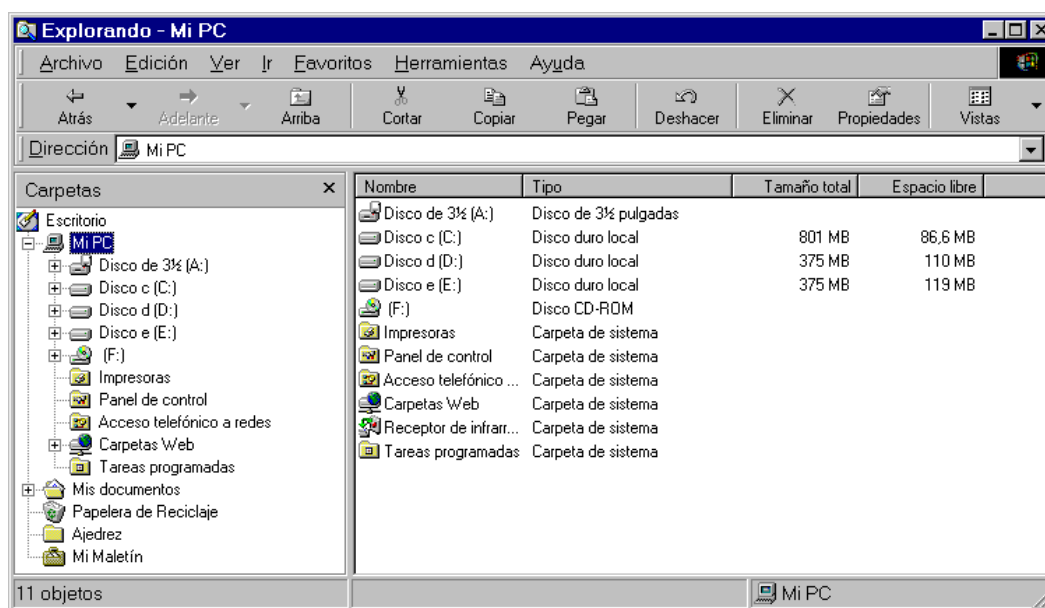 Explorando - Mi PC
Archivo Edición Ver Ir Favoritos Herramientas Ayuda
Atrás Adelante Arriba Cortar Copiar Pegar Deshacer Eliminar Propiedades Vistas
Dirección Mi PC
Carpetas
Escritorio
Mi PC
Disco de 3½ (A:)
Disco c (C:)
Disco d (D:)
Disco e (E:)
(F:)
Impresoras
Panel de control
Acceso telefónico a redes
Carpetas Web
Tareas programadas
Mis documentos
Papelera de Reciclaje
Ajedrez
Mi Maletín
Nombre Tipo Tamaño total Espacio libre
Disco de 3½ (A:) Disco de 3½ pulgadas
Disco c (C:) Disco duro local 801 MB 86,6 MB
Disco d (D:) Disco duro local 375 MB 110 MB
Disco e (E:) Disco duro local 375 MB 119 MB
(F:) Disco CD-ROM
Impresoras Carpeta de sistema
Panel de control Carpeta de sistema
Acceso telefónico ... Carpeta de sistema
Carpetas Web Carpeta de sistema
Receptor de infrarr... Carpeta de sistema
Tareas programadas Carpeta de sistema
11 objetos Mi PC